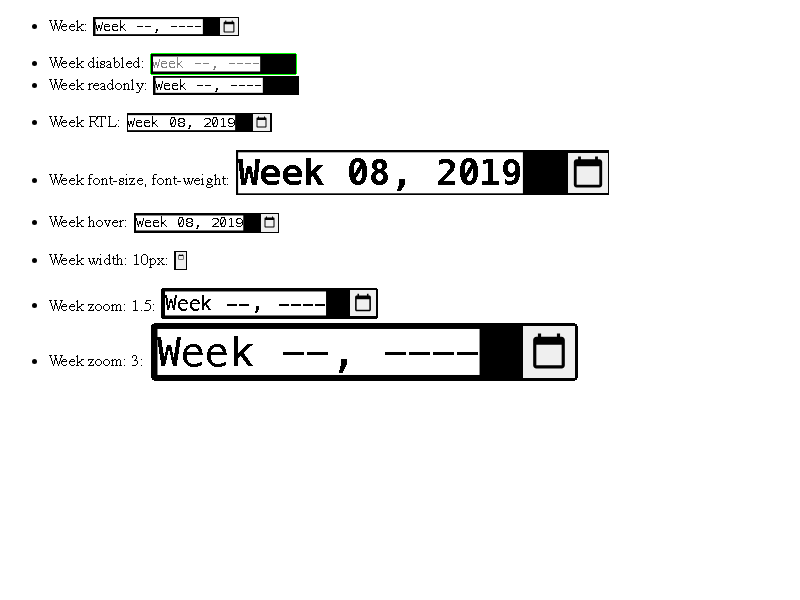 Week: Week --, ----
Week disabled: Week --, ----
Week readonly: Week --, ----
Week RTL: Week 08, 2019
Week font-size, font-weight: Week 08, 2019
Week hover: Week 08, 2019
Week width: 10px:
Week zoom: 1.5: Week --, ----
Week zoom: 3: Week --, ----